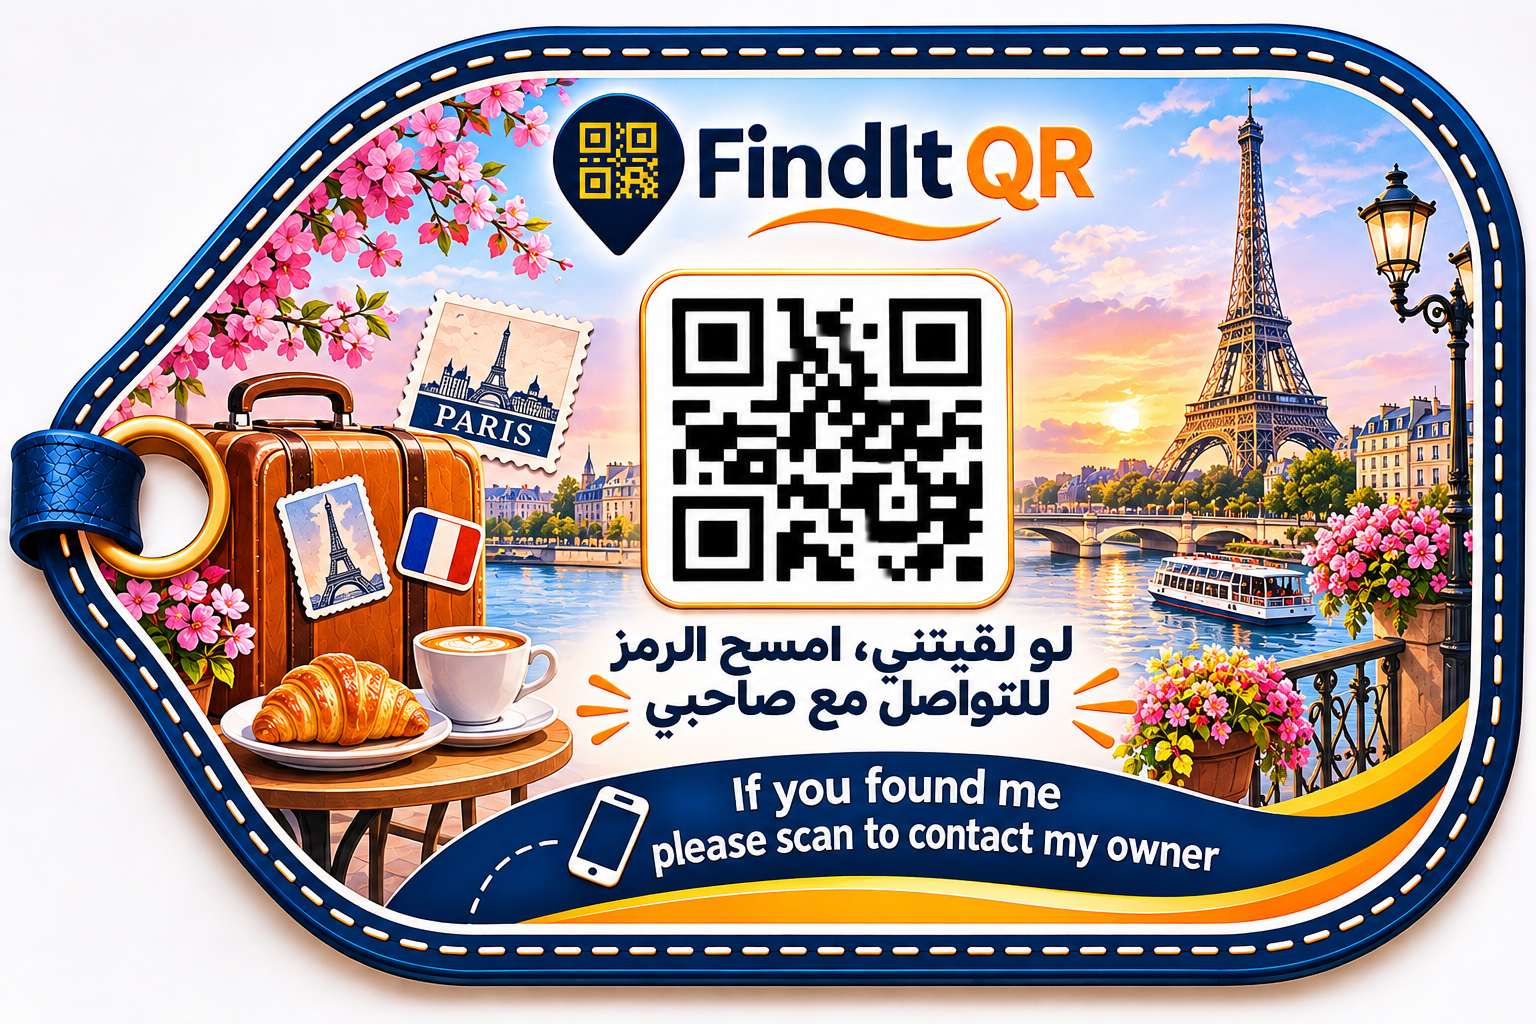 FindIt QR
PARIS
لو لقيتني، امسح الرمز
للتواصل مع صاحبي
If you found me
please scan to contact my owner